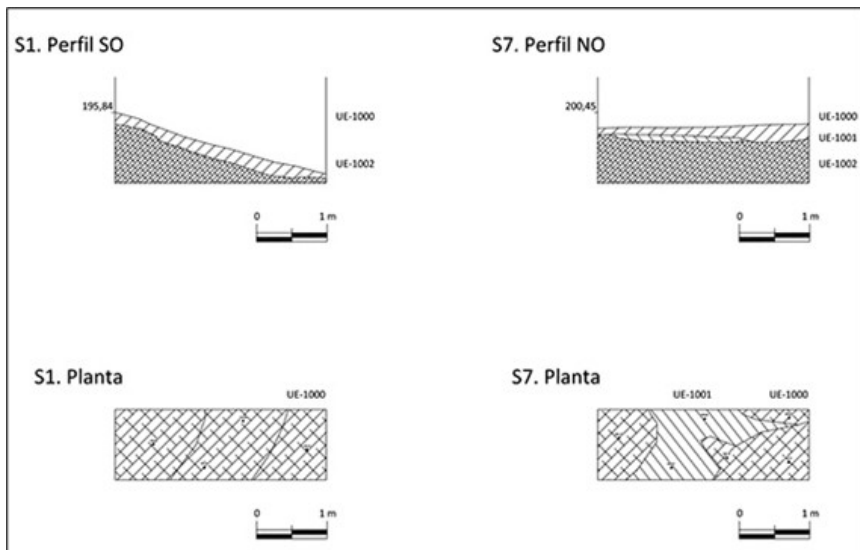 S1. Perfil SO
195,84
UE-1000
UE-1002
0 1 m
S7. Perfil NO
200,45
UE-1000
UE-1001
UE-1002
0 1 m
S1. Planta
UE-1000
0 1 m
S7. Planta
UE-1001 UE-1000
0 1 m